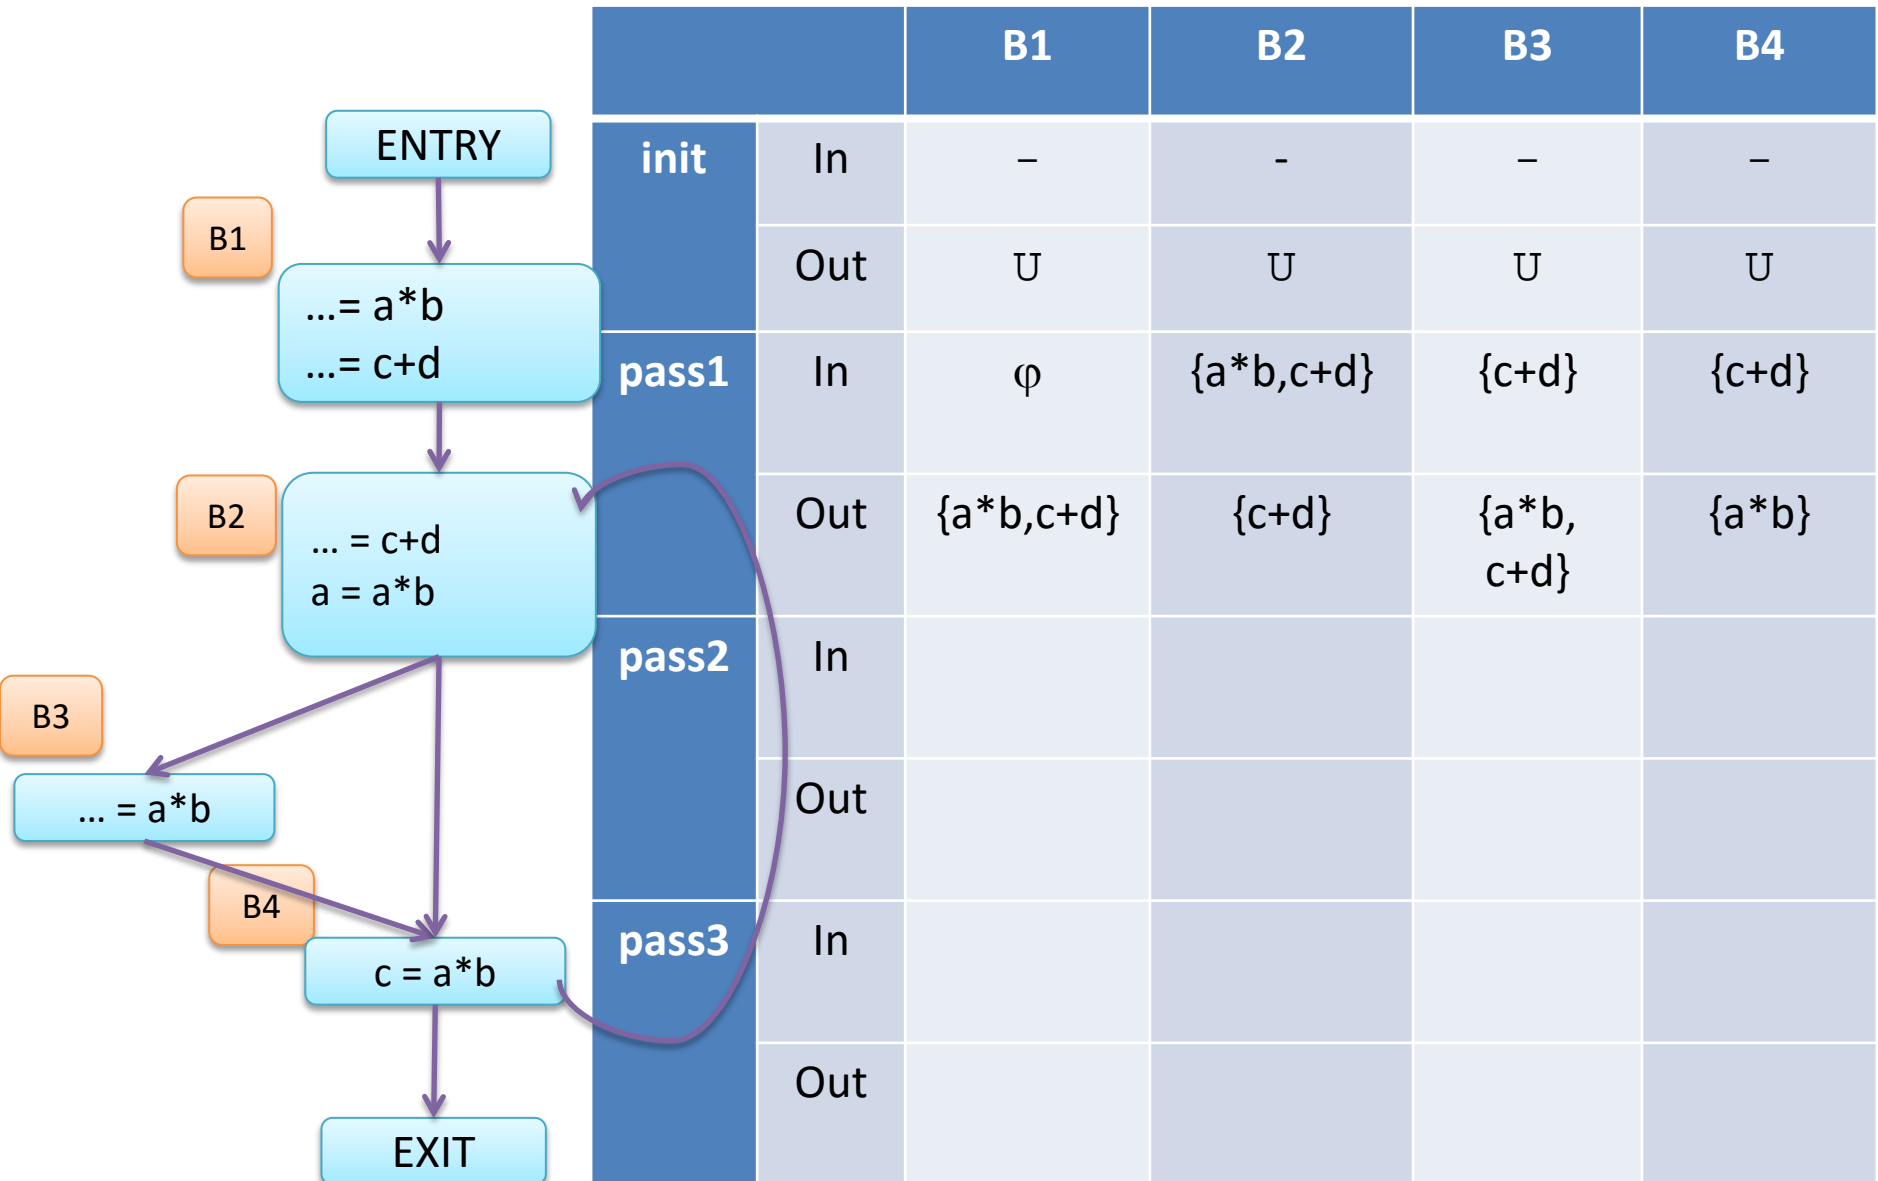 ENTRY
B1
…= a*b
…= c+d
B2
… = c+d
a = a*b
B3
… = a*b
B4
c = a*b
EXIT
B1 B2 B3 B4
init In – - – –
Out U U U U
pass1 In φ {a*b,c+d} {c+d} {c+d}
Out {a*b,c+d} {c+d} {a*b, {a*b}
c+d}
pass2 In
Out
pass3 In
Out